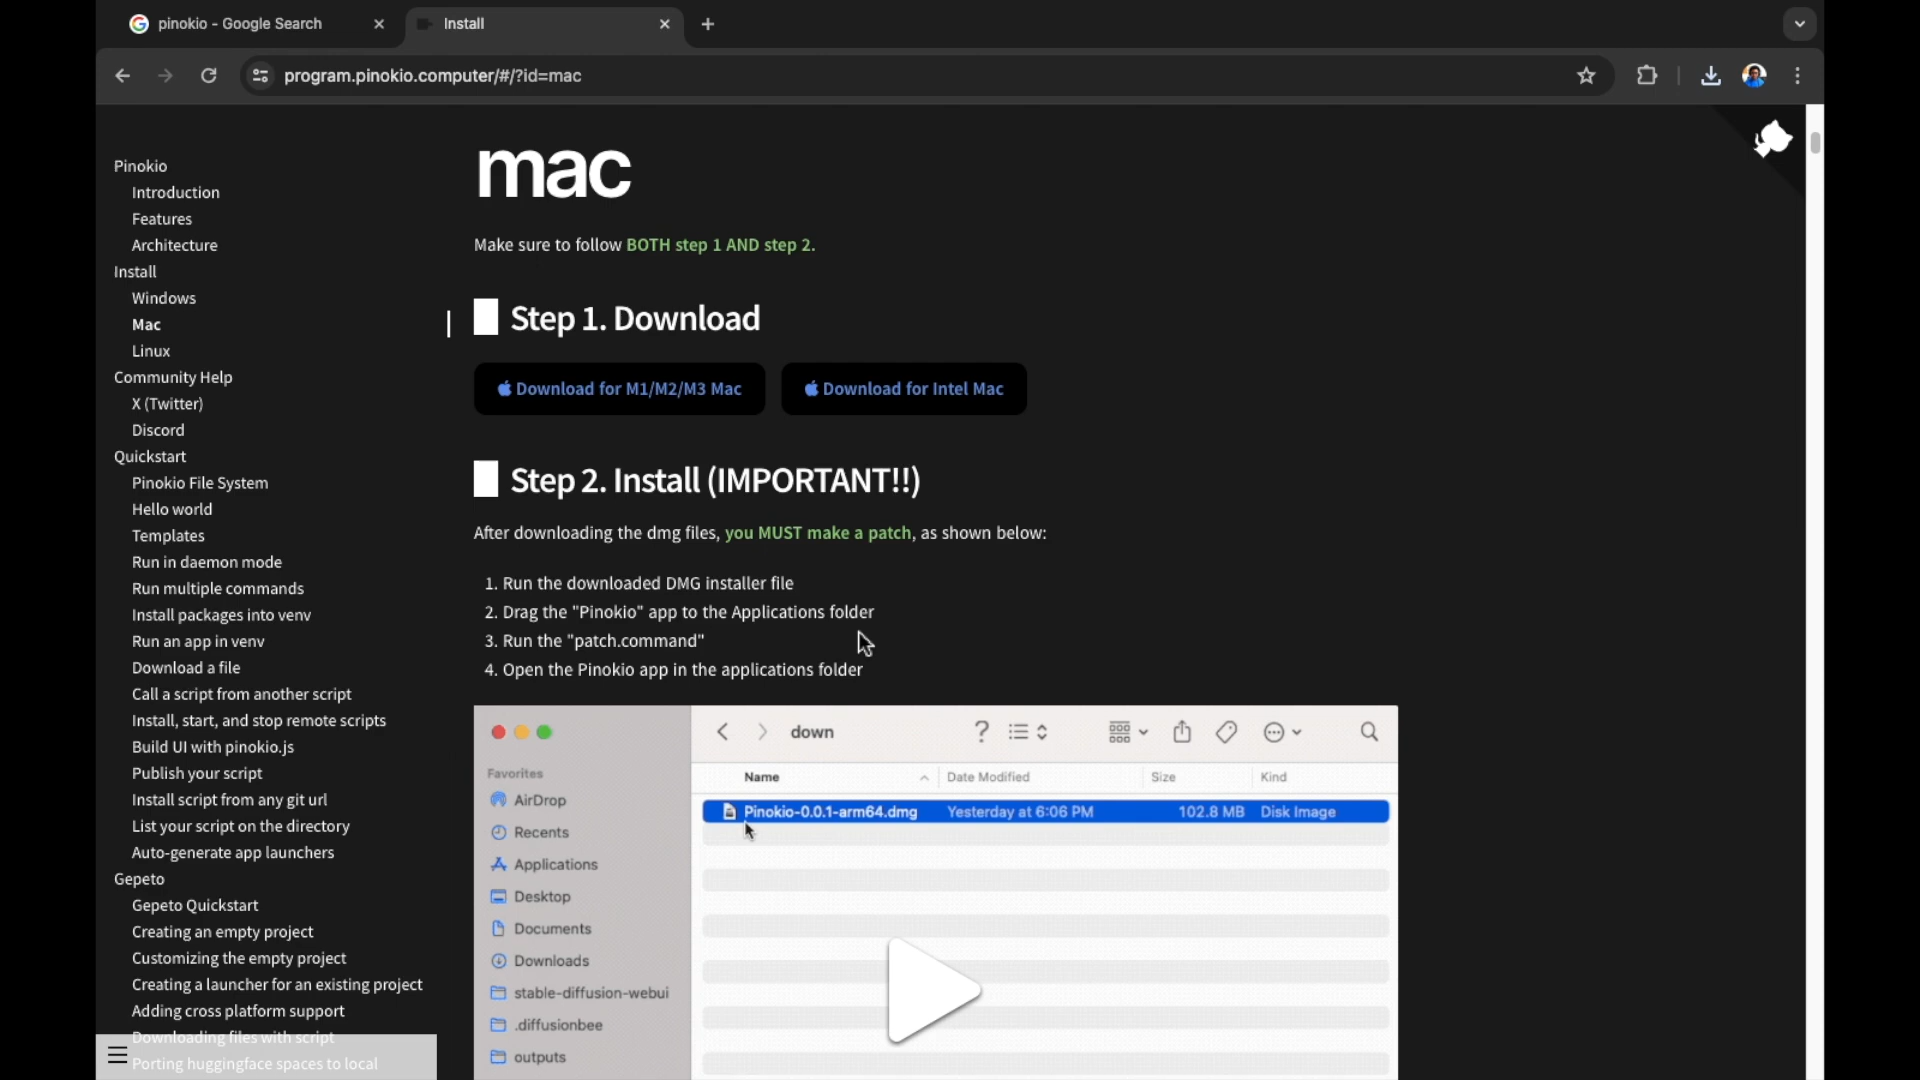 pinokio - Google Search
Install
program.pinokio.computer/#/?id=mac
Pinokio
Introduction
Features
Architecture
Install
Windows
Mac
Linux
Community Help
X (Twitter)
Discord
Quickstart
Pinokio File System
Hello world
Templates
Run in daemon mode
Run multiple commands
Install packages into venv
Run an app in venv
Download a file
Call a script from another script
Install, start, and stop remote scripts
Build UI with pinokio.js
Publish your script
Install script from any git url
List your script on the directory
Auto-generate app launchers
Gepeto
Gepeto Quickstart
Creating an empty project
Customizing the empty project
Creating a launcher for an existing project
Adding cross platform support
Downloading files with script
Porting huggingface spaces to local
mac
Make sure to follow BOTH step 1 AND step 2.
Step 1. Download
Download for M1/M2/M3 Mac
Download for Intel Mac
Step 2. Install (IMPORTANT!!)
After downloading the dmg files, you MUST make a patch, as shown below:
1. Run the downloaded DMG installer file
2. Drag the "Pinokio" app to the Applications folder
3. Run the "patch.command"
4. Open the Pinokio app in the applications folder
down
Favorites
AirDrop
Recents
Applications
Desktop
Documents
Downloads
stable-diffusion-webui
.diffusionbee
outputs
Name Date Modified Size Kind
Pinokio-0.0.1-arm64.dmg Yesterday at 6:06 PM 102.8 MB Disk Image